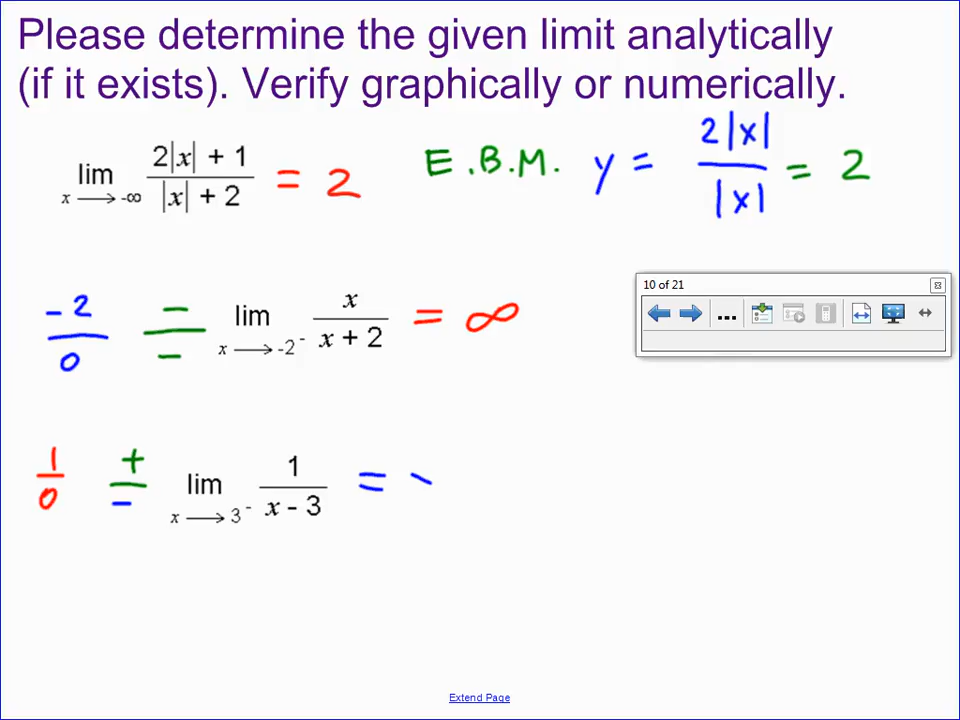 Please determine the given limit analytically
(if it exists). Verify graphically or numerically.
lim x → -∞ (2|x| + 1)/(|x| + 2) = 2 E.B.M. y = 2|x|/|x| = 2
10 of 21
-2/0 -/- lim x → -2⁻ x/(x + 2) = ∞
1/0 +/- lim x → 3⁻ 1/(x - 3) =
Extend Page